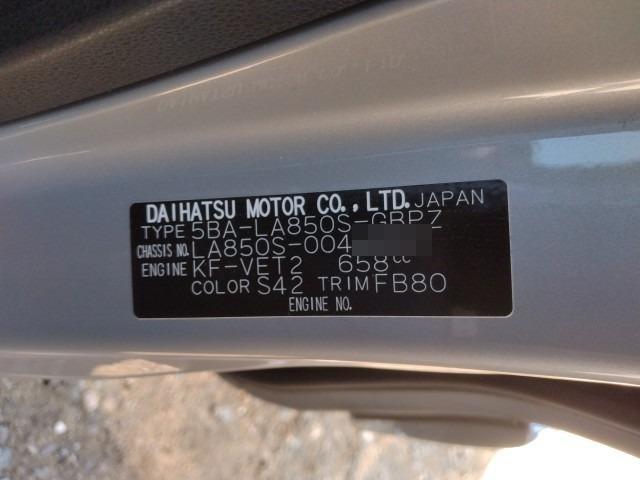 DAIHATSU MOTOR CO., LTD. JAPAN
TYPE 5BA-LA850S-GBPZ
CHASSIS NO. LA850S-004
ENGINE KF-VET2 658cc
COLOR S42 TRIM FB80
ENGINE NO.